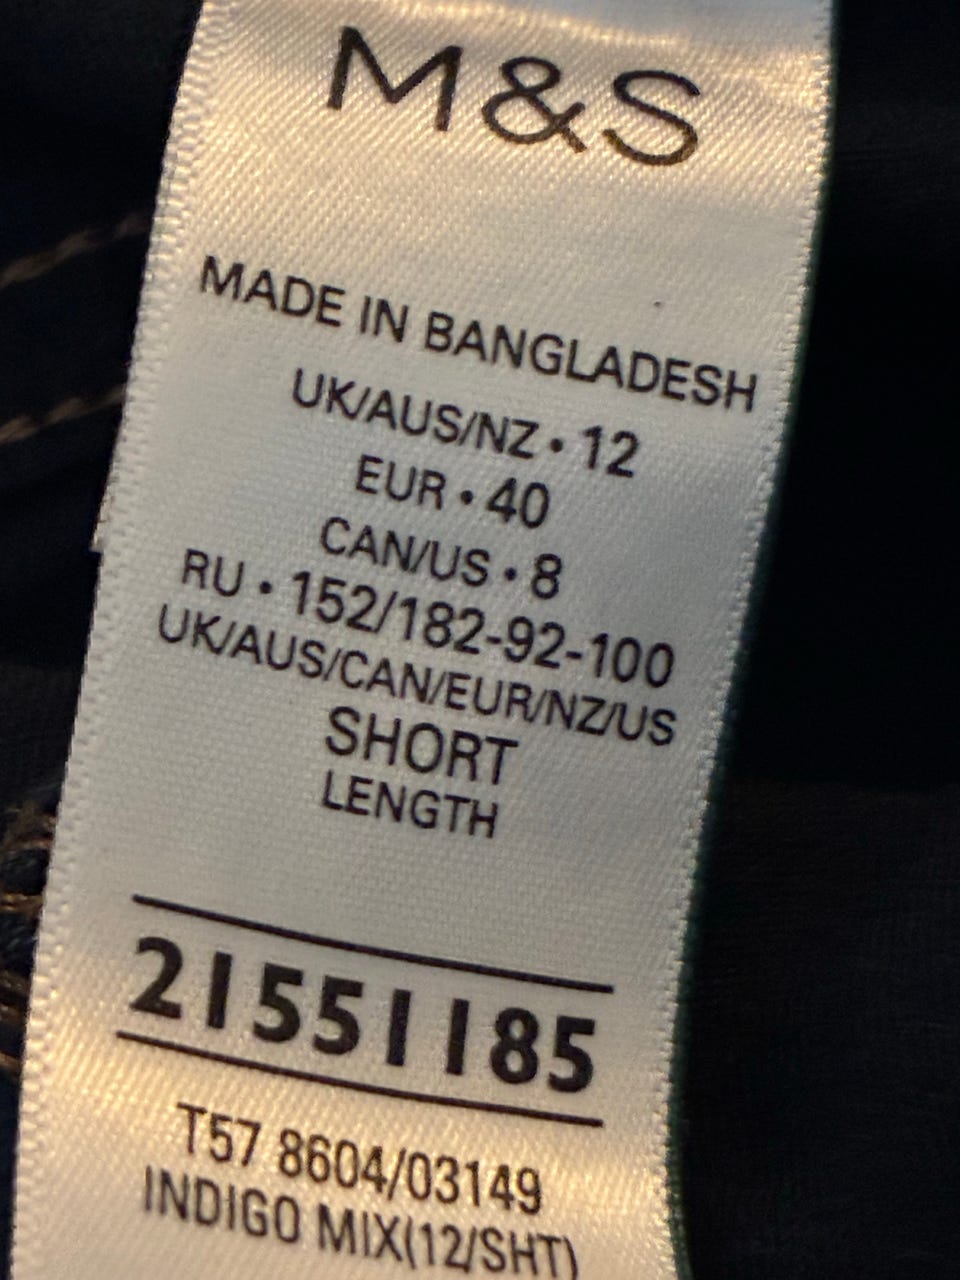 M&S
MADE IN BANGLADESH
UK/AUS/NZ • 12
EUR • 40
CAN/US • 8
RU • 152/182-92-100
UK/AUS/CAN/EUR/NZ/US
SHORT
LENGTH
21551185
T57 8604/03149
INDIGO MIX(12/SHT)